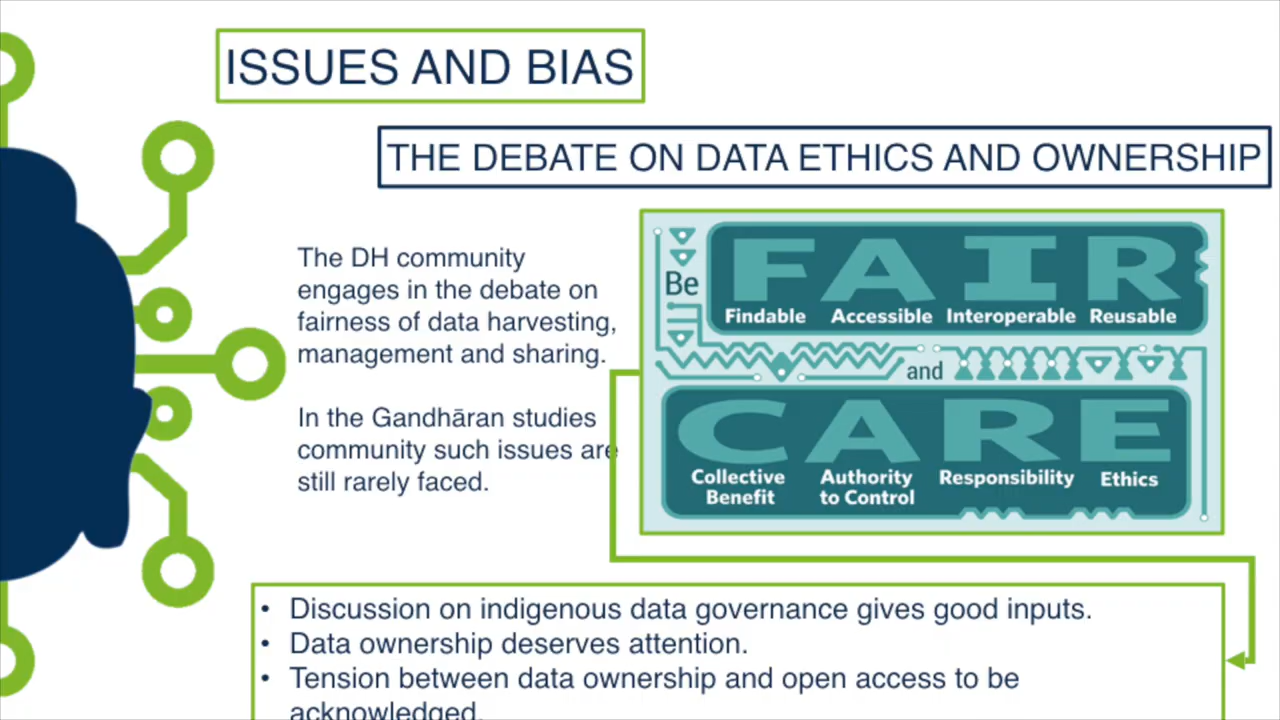 ISSUES AND BIAS
THE DEBATE ON DATA ETHICS AND OWNERSHIP
The DH community
engages in the debate on
fairness of data harvesting,
management and sharing.
In the Gandhāran studies
community such issues are
still rarely faced.
Be
FAIR
Findable Accessible Interoperable Reusable
and
CARE
Collective Benefit Authority to Control Responsibility Ethics
• Discussion on indigenous data governance gives good inputs.
• Data ownership deserves attention.
• Tension between data ownership and open access to be
acknowledged.